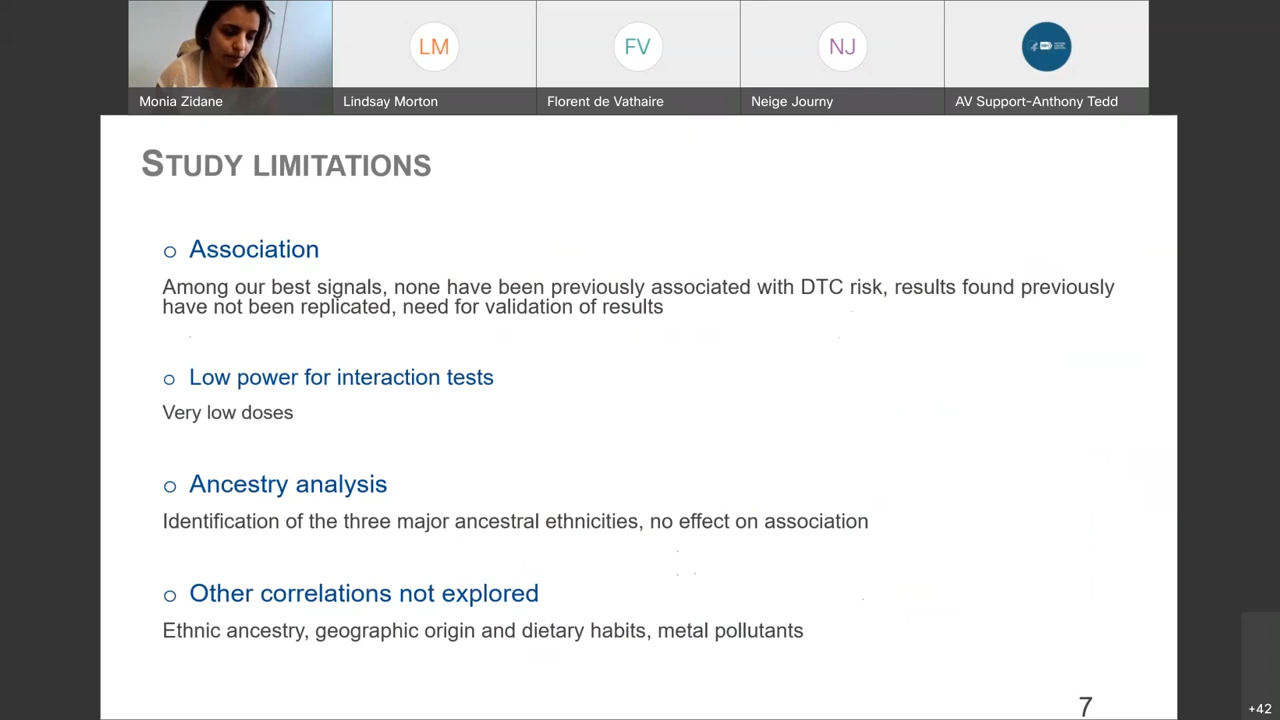 LM
FV
NJ
Monia Zidane
Lindsay Morton
Florent de Vathaire
Neige Journy
AV Support-Anthony Tedd
STUDY LIMITATIONS
o Association
Among our best signals, none have been previously associated with DTC risk, results found previously
have not been replicated, need for validation of results
o Low power for interaction tests
Very low doses
o Ancestry analysis
Identification of the three major ancestral ethnicities, no effect on association
o Other correlations not explored
Ethnic ancestry, geographic origin and dietary habits, metal pollutants
7
+42